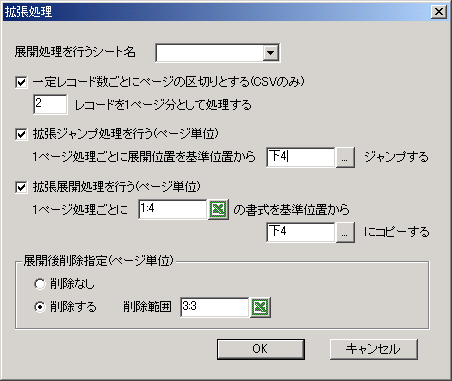 拡張処理
展開処理を行うシート名
一定レコード数ごとにページの区切りとする(CSVのみ)
2 レコードを1ページ分として処理する
拡張ジャンプ処理を行う(ページ単位)
1ページ処理ごとに展開位置を基準位置から 下4 ... ジャンプする
拡張展開処理を行う(ページ単位)
1ページ処理ごとに 1:4 の書式を基準位置から
下4 ... にコピーする
展開後削除指定(ページ単位)
削除なし
削除する 削除範囲 3:3
OK キャンセル